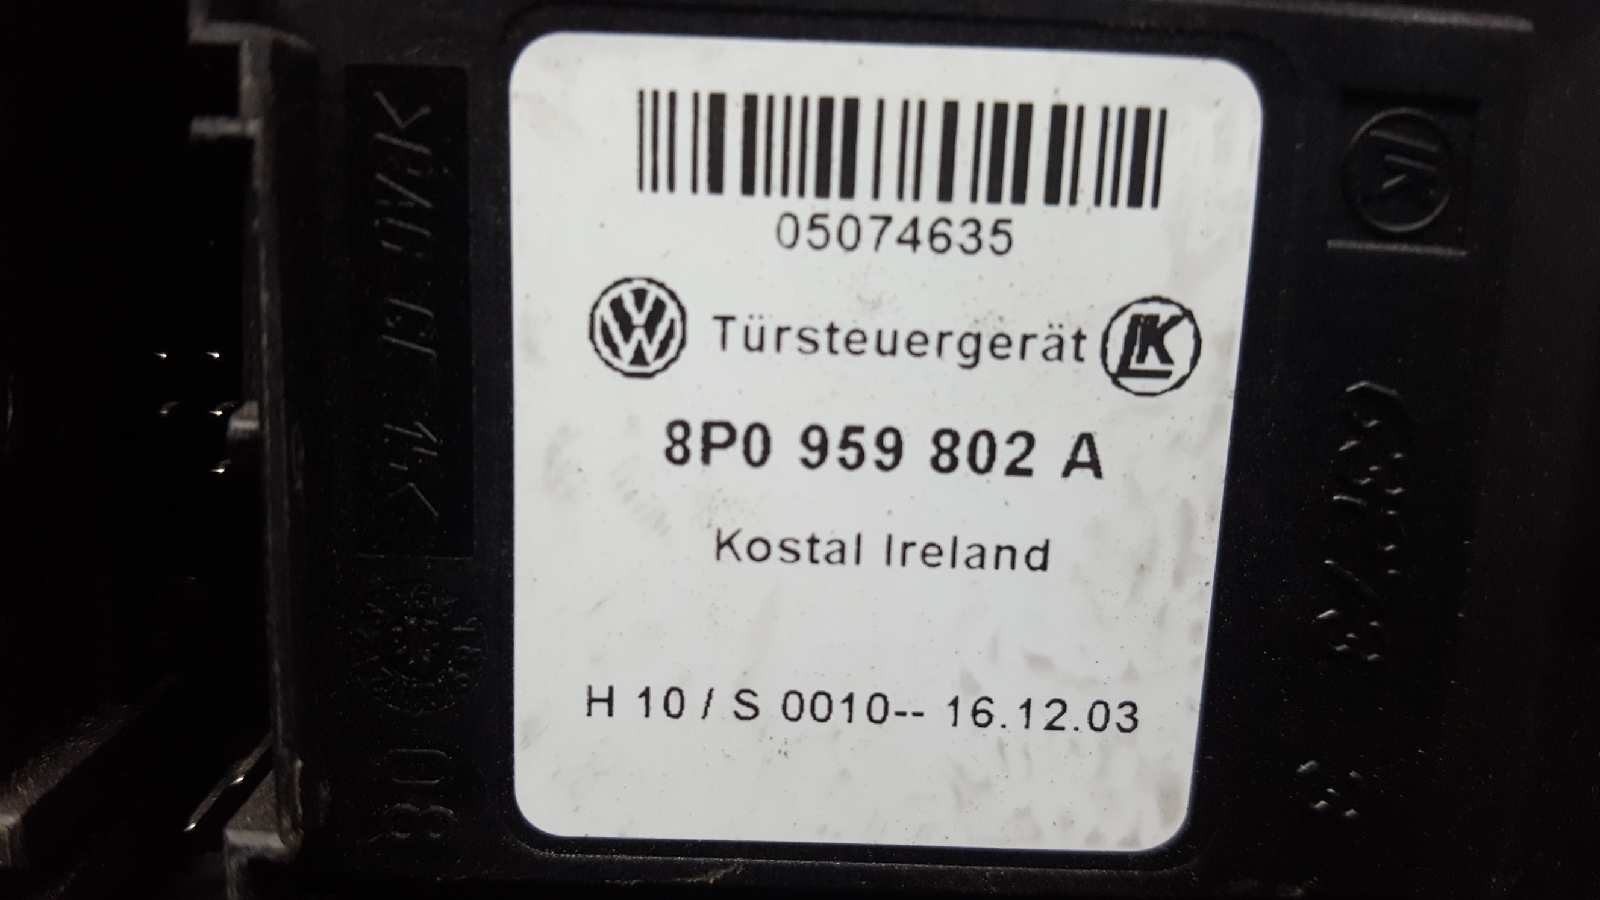 05074635
Türsteuergerät
8P0 959 802 A
Kostal Ireland
H 10 / S 0010-- 16.12.03